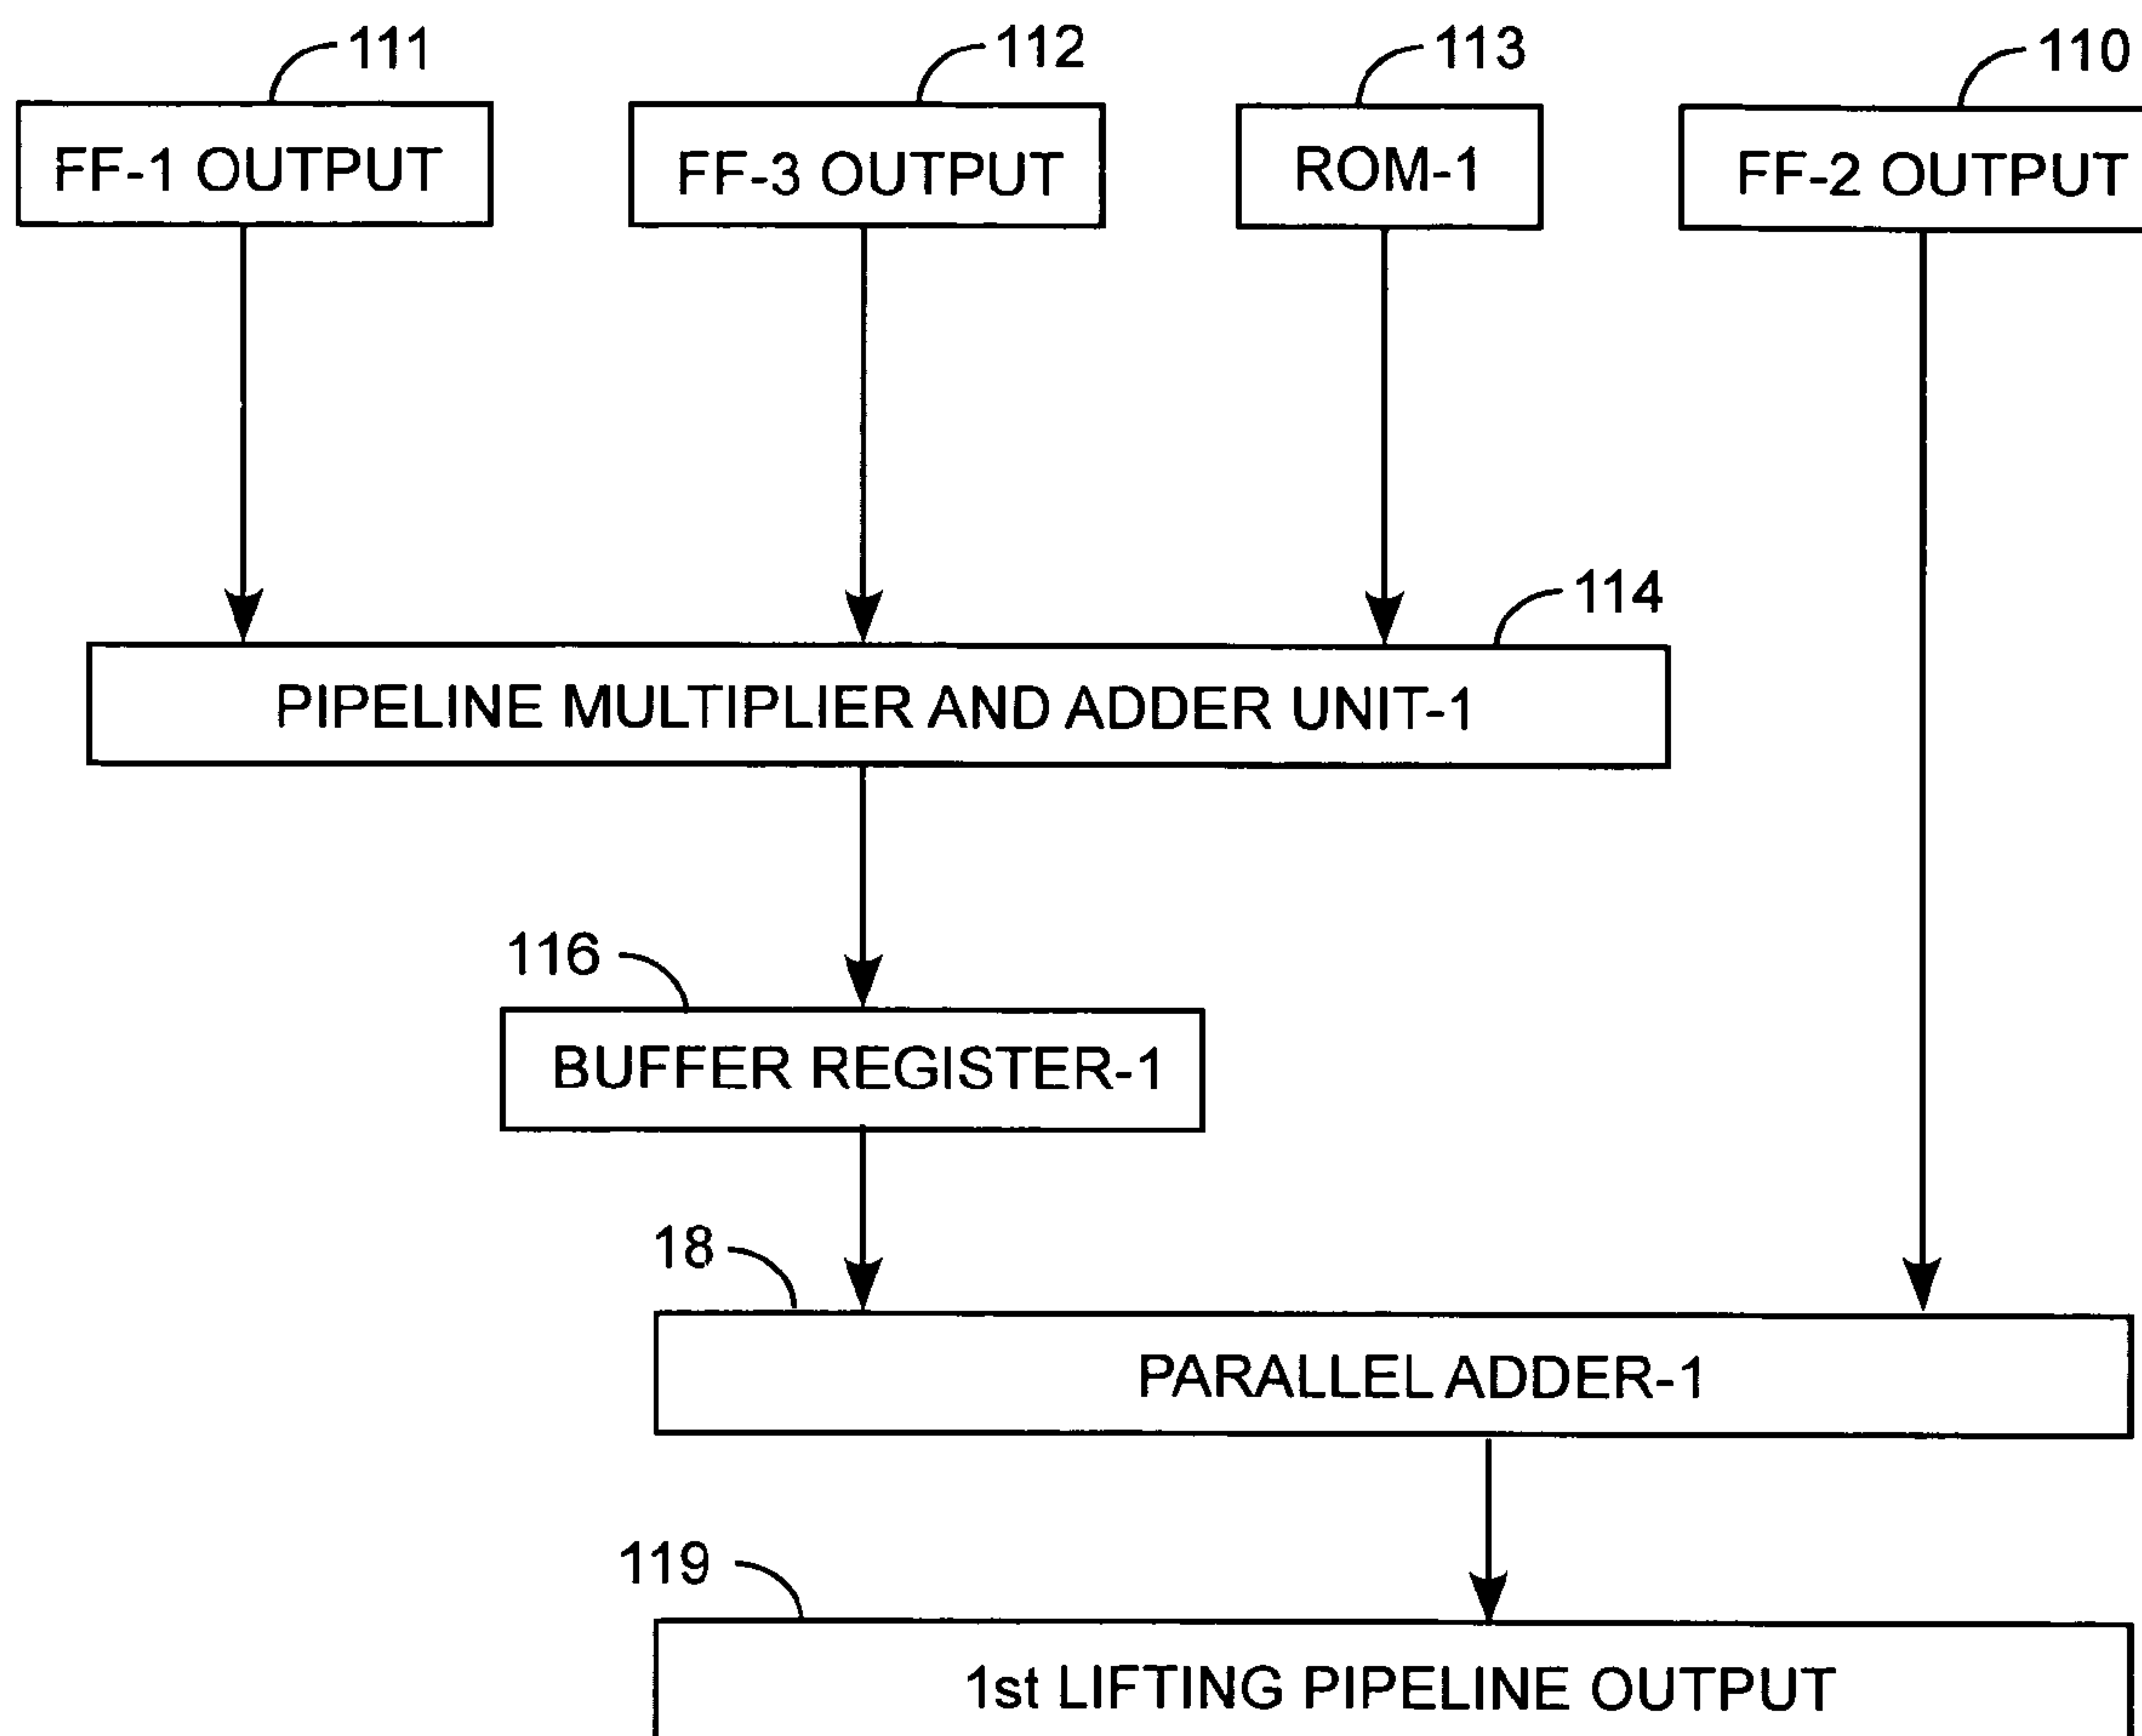 111
112
113
110
FF-1 OUTPUT
FF-3 OUTPUT
ROM-1
FF-2 OUTPUT
114
PIPELINE MULTIPLIER AND ADDER UNIT-1
116
BUFFER REGISTER-1
18
PARALLEL ADDER-1
119
1st LIFTING PIPELINE OUTPUT